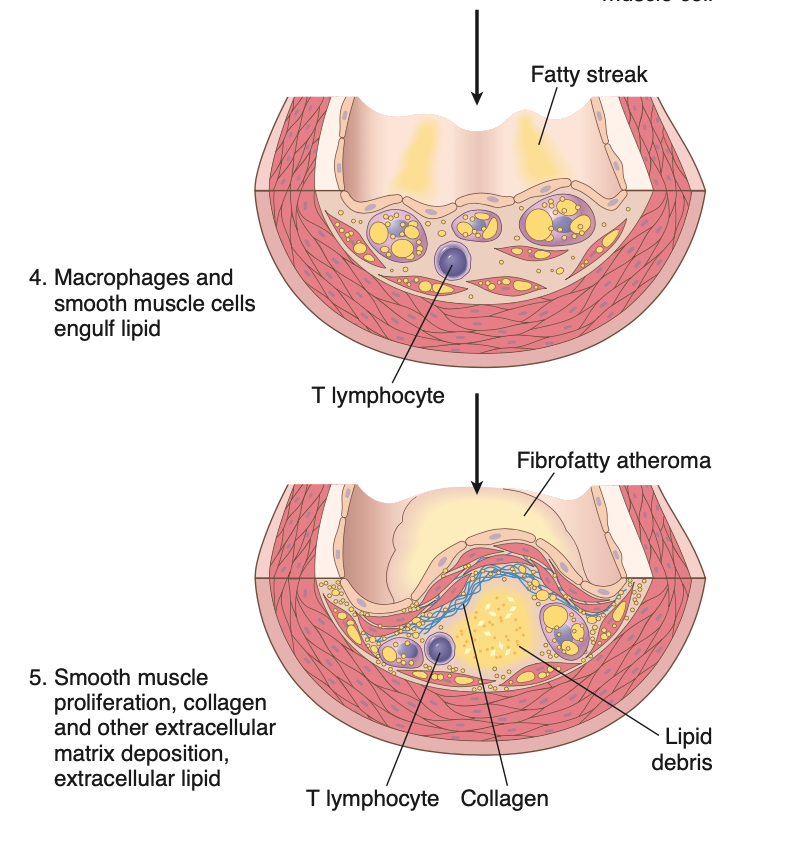 Fatty streak
4. Macrophages and
smooth muscle cells
engulf lipid
T lymphocyte
Fibrofatty atheroma
5. Smooth muscle
proliferation, collagen
and other extracellular
matrix deposition,
extracellular lipid
Lipid
debris
T lymphocyte Collagen